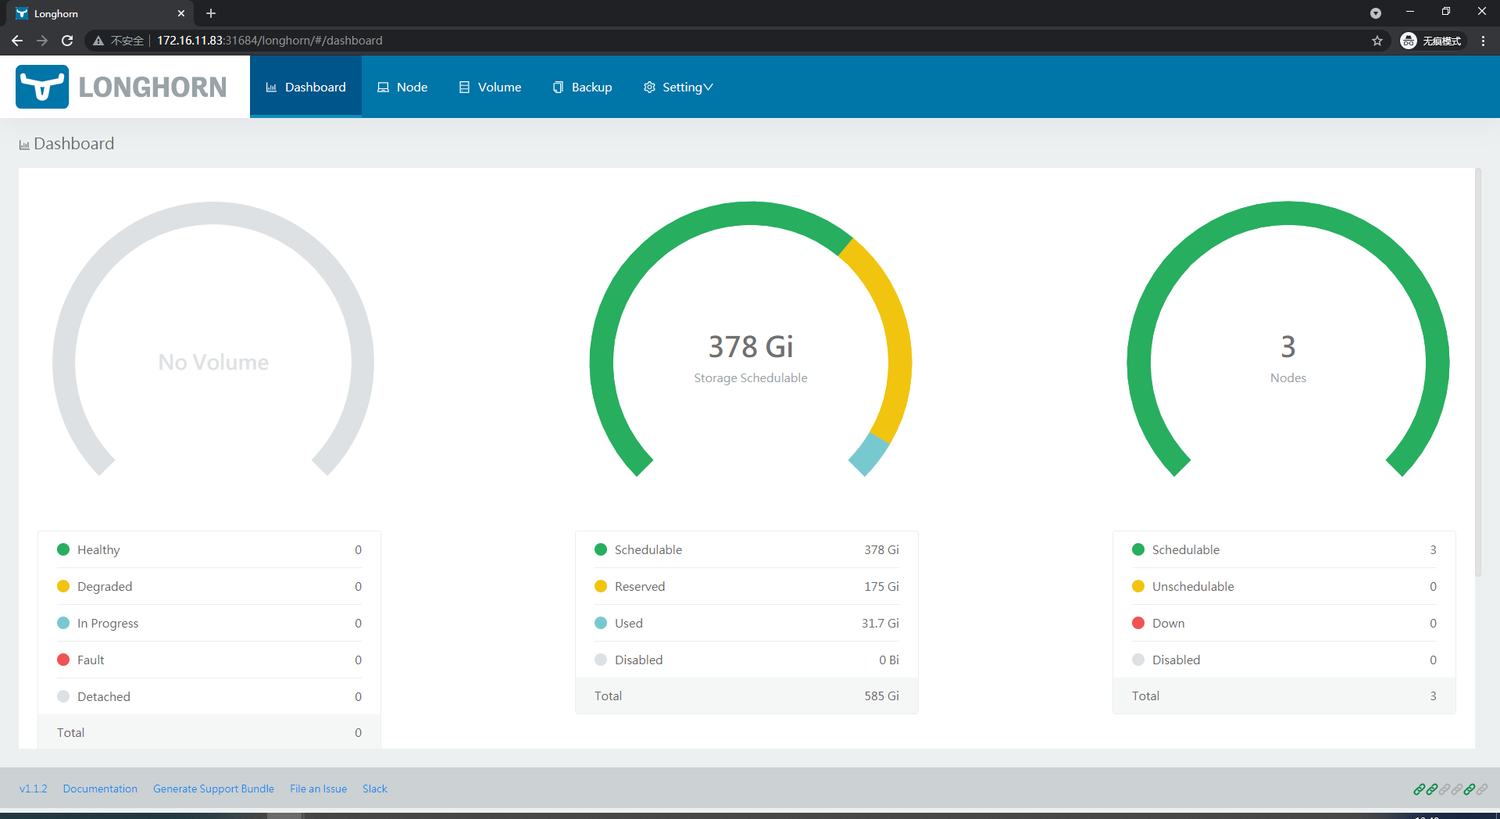 Longhorn
不安全 172.16.11.83:31684/longhorn/#/dashboard
无痕模式
LONGHORN
Dashboard
Node
Volume
Backup
Setting
Dashboard
No Volume
378 Gi
Storage Schedulable
3
Nodes
Healthy 0
Degraded 0
In Progress 0
Fault 0
Detached 0
Total 0
Schedulable 378 Gi
Reserved 175 Gi
Used 31.7 Gi
Disabled 0 Bi
Total 585 Gi
Schedulable 3
Unschedulable 0
Down 0
Disabled 0
Total 3
v1.1.2 Documentation Generate Support Bundle File an Issue Slack